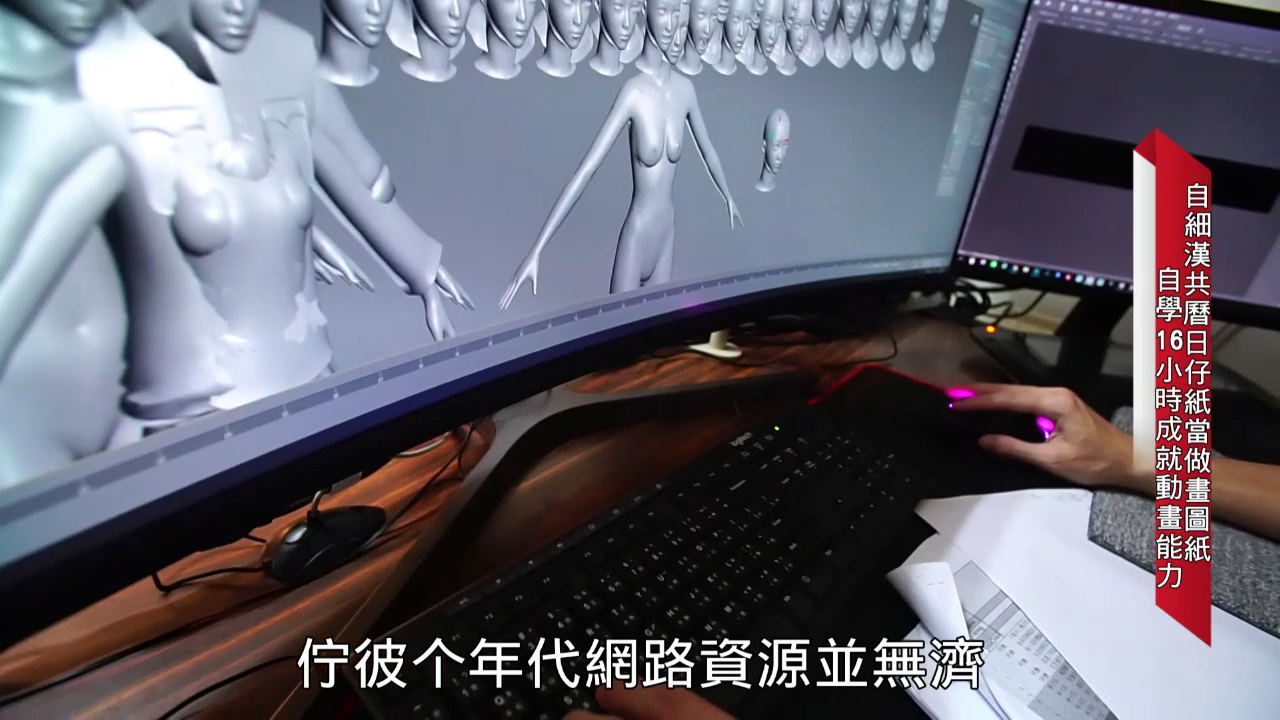 自細漢共曆日仔紙當做畫圖紙
自學16小時成就動畫能力
佇彼个年代網路資源並無濟